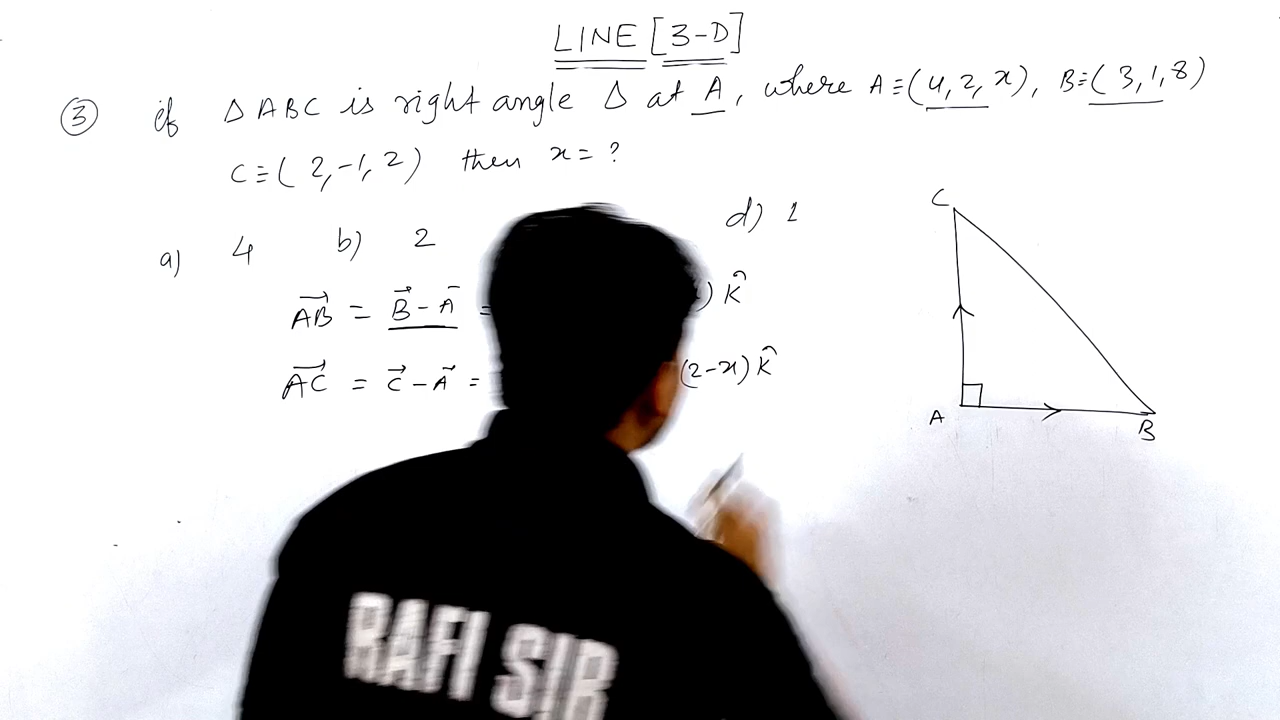 LINE [3-D]
③ if △ABC is right angle △ at A, where A≡(4,2,x), B≡(3,1,8)
C≡(2,-1,2) then x=?
a) 4 b) 2 d) 1
AB⃗ = B⃗ - A⃗ = ) K̂
AC⃗ = C⃗ - A⃗ = (2-x) K̂
C
A
B
RAFI SIR